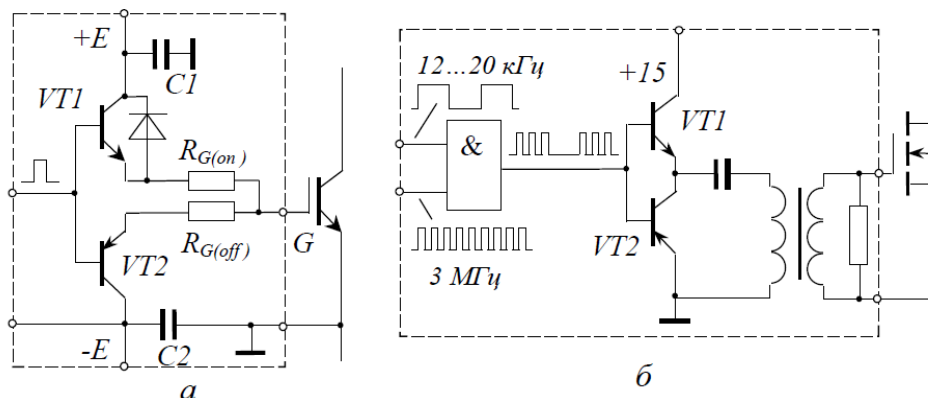 +E
C1
VT1
R_G(on)
R_G(off)
G
VT2
-E
C2
а
12…20 кГц
+15
&
VT1
VT2
3 МГц
б